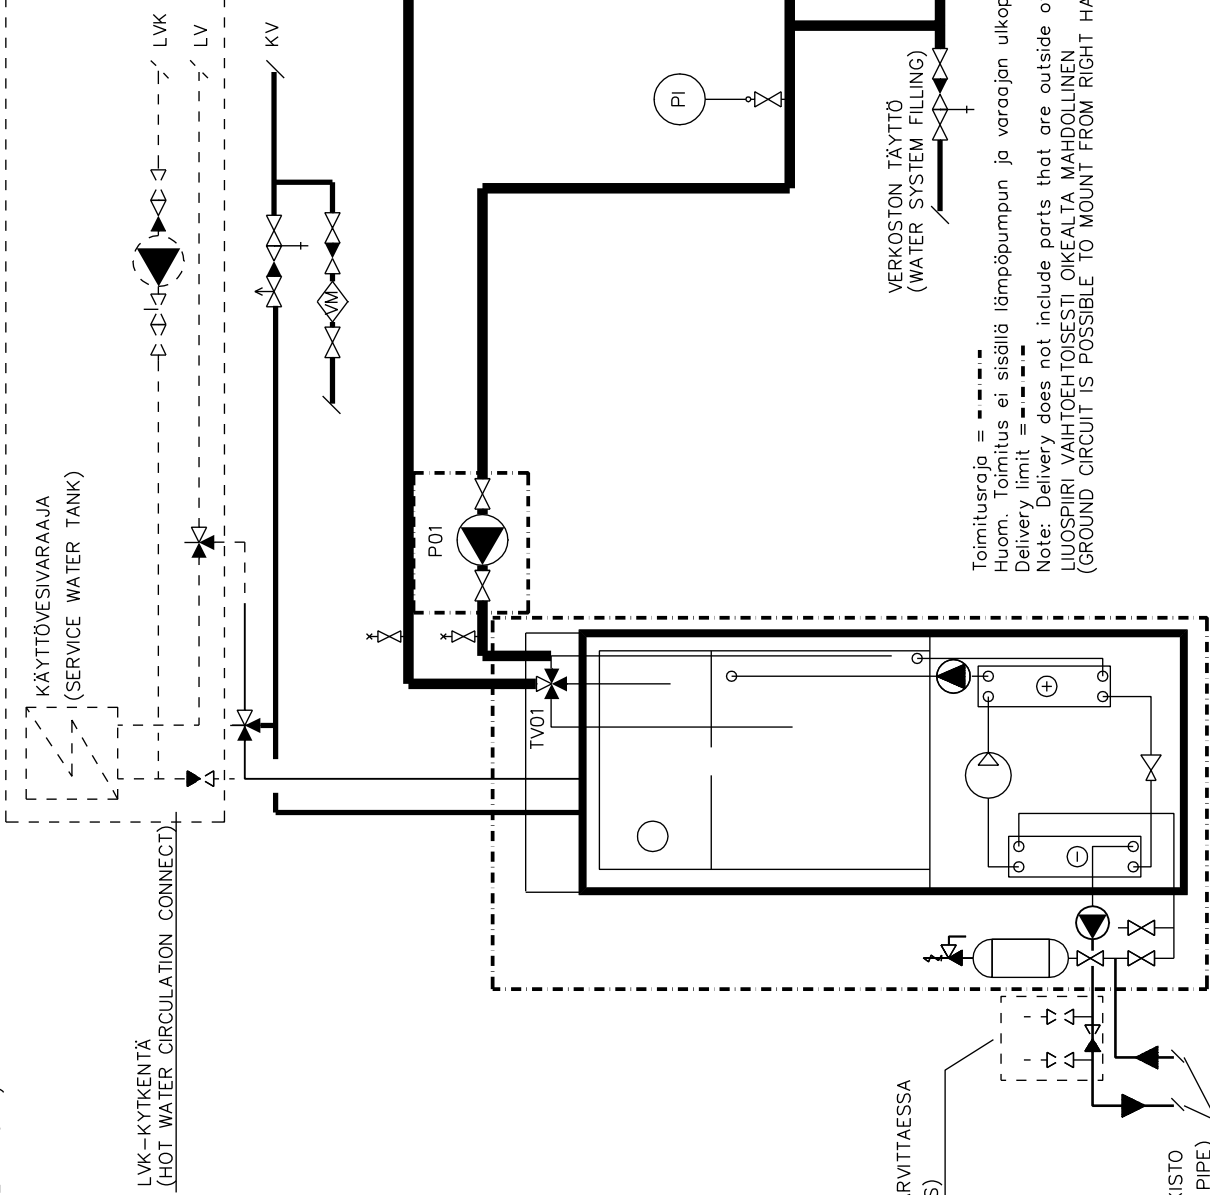 LVK
LV
KV
PI
VM
KÄYTTÖVESIVARAAJA
(SERVICE WATER TANK)
P01
TV01
VERKOSTON TÄYTTÖ
(WATER SYSTEM FILLING)
Toimitusraja =
Huom. Toimitus ei sisällä lämpöpumpun ja varaajan ulkop
Delivery limit =
Note: Delivery does not include parts that are outside o
LIUOSPIIRI VAIHTOEHTOISESTI OIKEALTA MAHDOLLINEN
(GROUND CIRCUIT IS POSSIBLE TO MOUNT FROM RIGHT HA
+
−
LVK-KYTKENTÄ
(HOT WATER CIRCULATION CONNECT)
RVITTAESSA
S)
KISTO
PIPE)